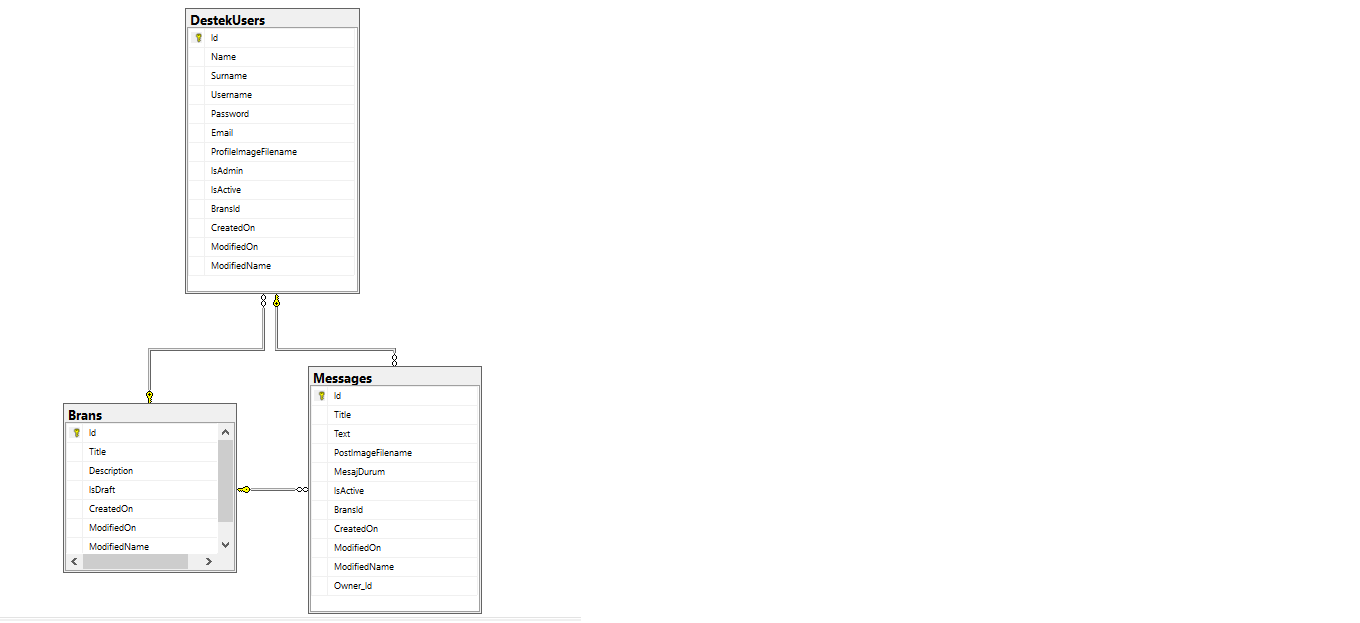 DestekUsers
Id
Name
Surname
Username
Password
Email
ProfileImageFilename
IsAdmin
IsActive
BransId
CreatedOn
ModifiedOn
ModifiedName
Brans
Id
Title
Description
IsDraft
CreatedOn
ModifiedOn
ModifiedName
Messages
Id
Title
Text
PostImageFilename
MesajDurum
IsActive
BransId
CreatedOn
ModifiedOn
ModifiedName
Owner_Id